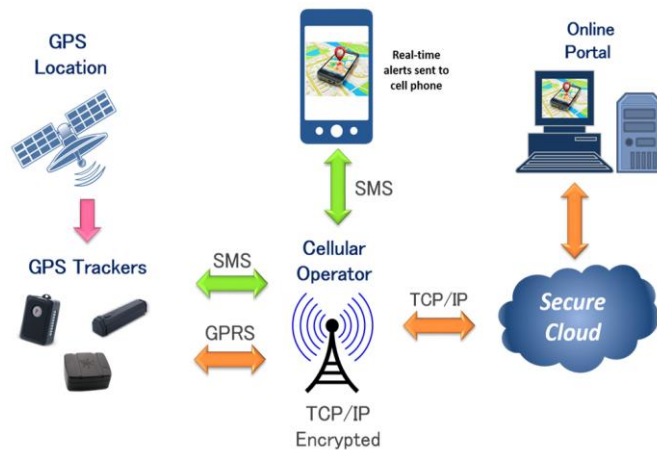 GPS
Location
Real-time
alerts sent to
cell phone
Online
Portal
SMS
GPS Trackers
SMS
GPRS
Cellular
Operator
TCP/IP
Secure
Cloud
TCP/IP
Encrypted